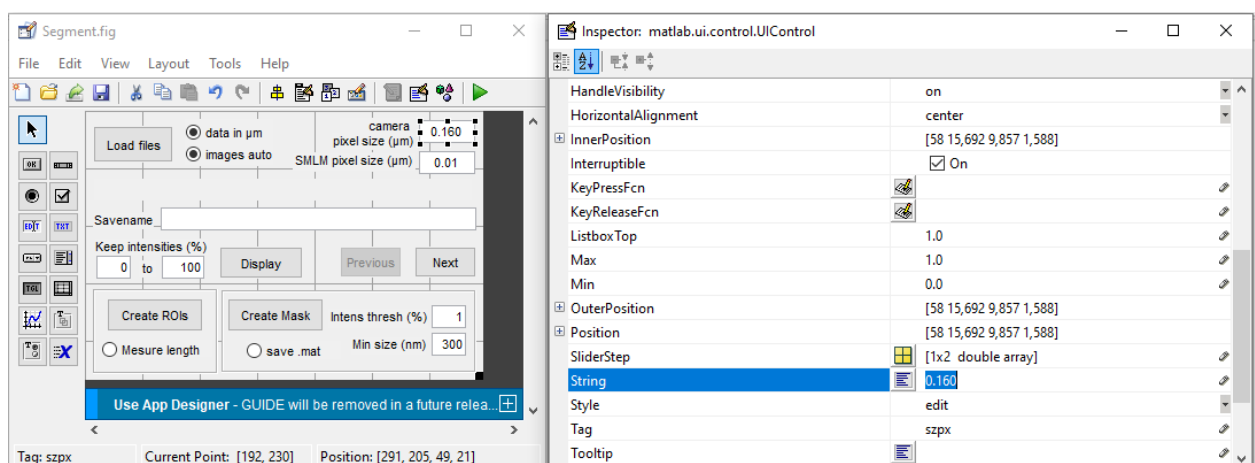 Segment.fig
File Edit View Layout Tools Help
Load files
data in µm
images auto
camera
pixel size (µm)
0.160
SMLM pixel size (µm)
0.01
Savename
Keep intensities (%)
0 to 100
Display
Previous
Next
Create ROIs
Mesure length
Create Mask
save .mat
Intens thresh (%)
1
Min size (nm)
300
Use App Designer - GUIDE will be removed in a future relea...
Tag: szpx Current Point: [192, 230] Position: [291, 205, 49, 21]
Inspector: matlab.ui.control.UIControl
HandleVisibility on
HorizontalAlignment center
InnerPosition [58 15,692 9,857 1,588]
Interruptible On
KeyPressFcn
KeyReleaseFcn
ListboxTop 1.0
Max 1.0
Min 0.0
OuterPosition [58 15,692 9,857 1,588]
Position [58 15,692 9,857 1,588]
SliderStep [1x2 double array]
String 0.160
Style edit
Tag szpx
Tooltip